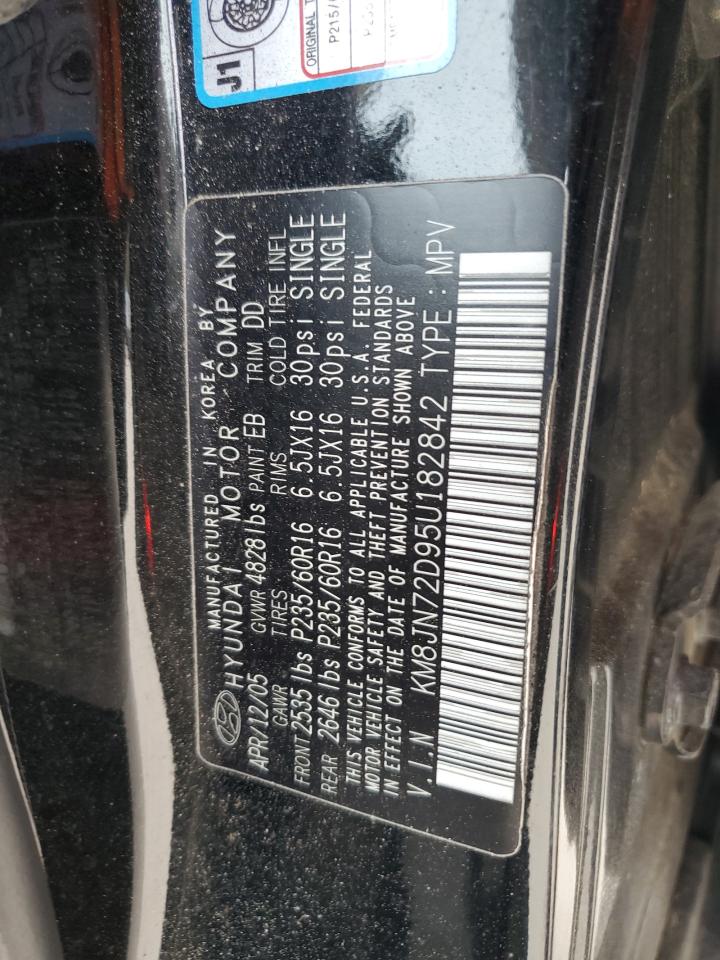 J1
ORIGINAL T
P215/
P235
MANUFACTURED IN KOREA BY
HYUNDAI MOTOR COMPANY
APR/12/05 GVWR 4828 lbs PAINT EB TRIM DD
GAWR TIRES RIMS COLD TIRE INFL
FRONT 2535 lbs P235/60R16 6.5JX16 30psi SINGLE
REAR 2646 lbs P235/60R16 6.5JX16 30psi SINGLE
THIS VEHICLE CONFORMS TO ALL APPLICABLE U.S.A. FEDERAL
MOTOR VEHICLE SAFETY AND THEFT PREVENTION STANDARDS
IN EFFECT ON THE DATE OF MANUFACTURE SHOWN ABOVE
V.I.N KM8JN72D95U182842 TYPE : MPV